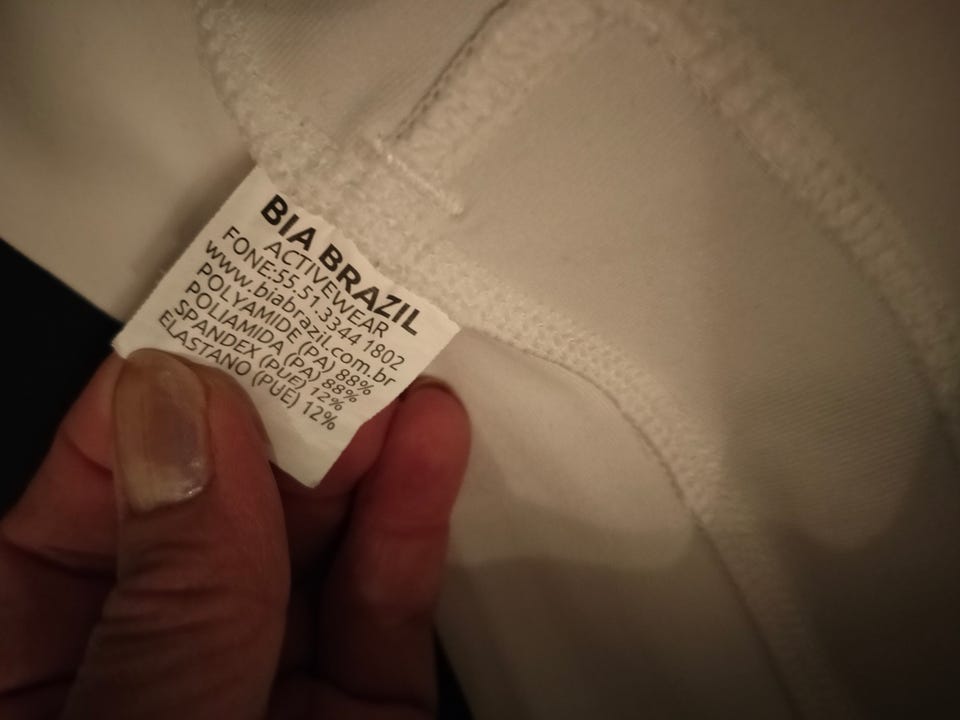 BIA BRAZIL
ACTIVEWEAR
FONE:55.51.3344 1802
www.biabrazil.com.br
POLYAMIDE (PA) 88%
POLIAMIDA (PA) 88%
SPANDEX (PUE) 12%
ELASTANO (PUE) 12%